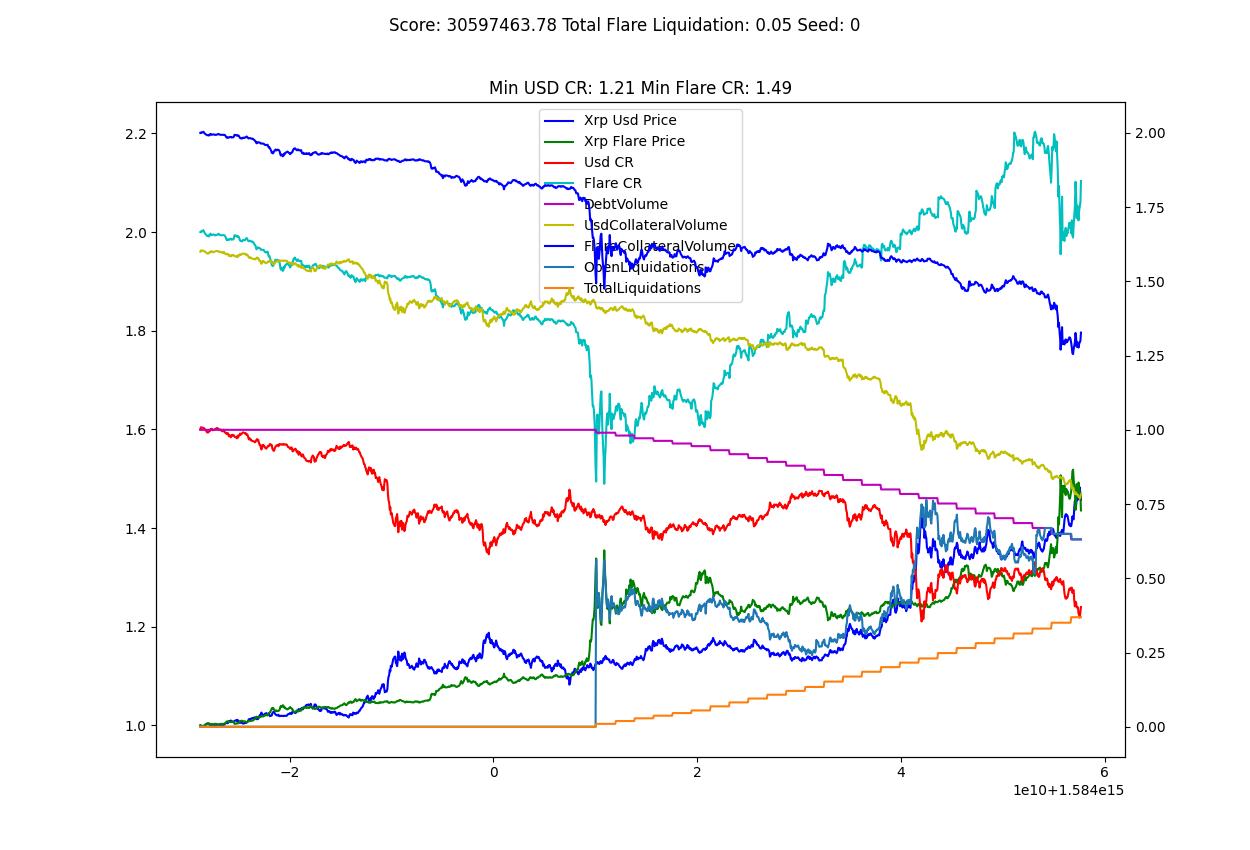 Score: 30597463.78 Total Flare Liquidation: 0.05 Seed: 0
Min USD CR: 1.21 Min Flare CR: 1.49
Xrp Usd Price
Xrp Flare Price
Usd CR
Flare CR
DebtVolume
UsdCollateralVolume
FlareCollateralVolume
OpenLiquidations
TotalLiquidations
2.2
2.0
1.8
1.6
1.4
1.2
1.0
2.00
1.75
1.50
1.25
1.00
0.75
0.50
0.25
0.00
−2 0 2 4 6
1e10+1.584e15